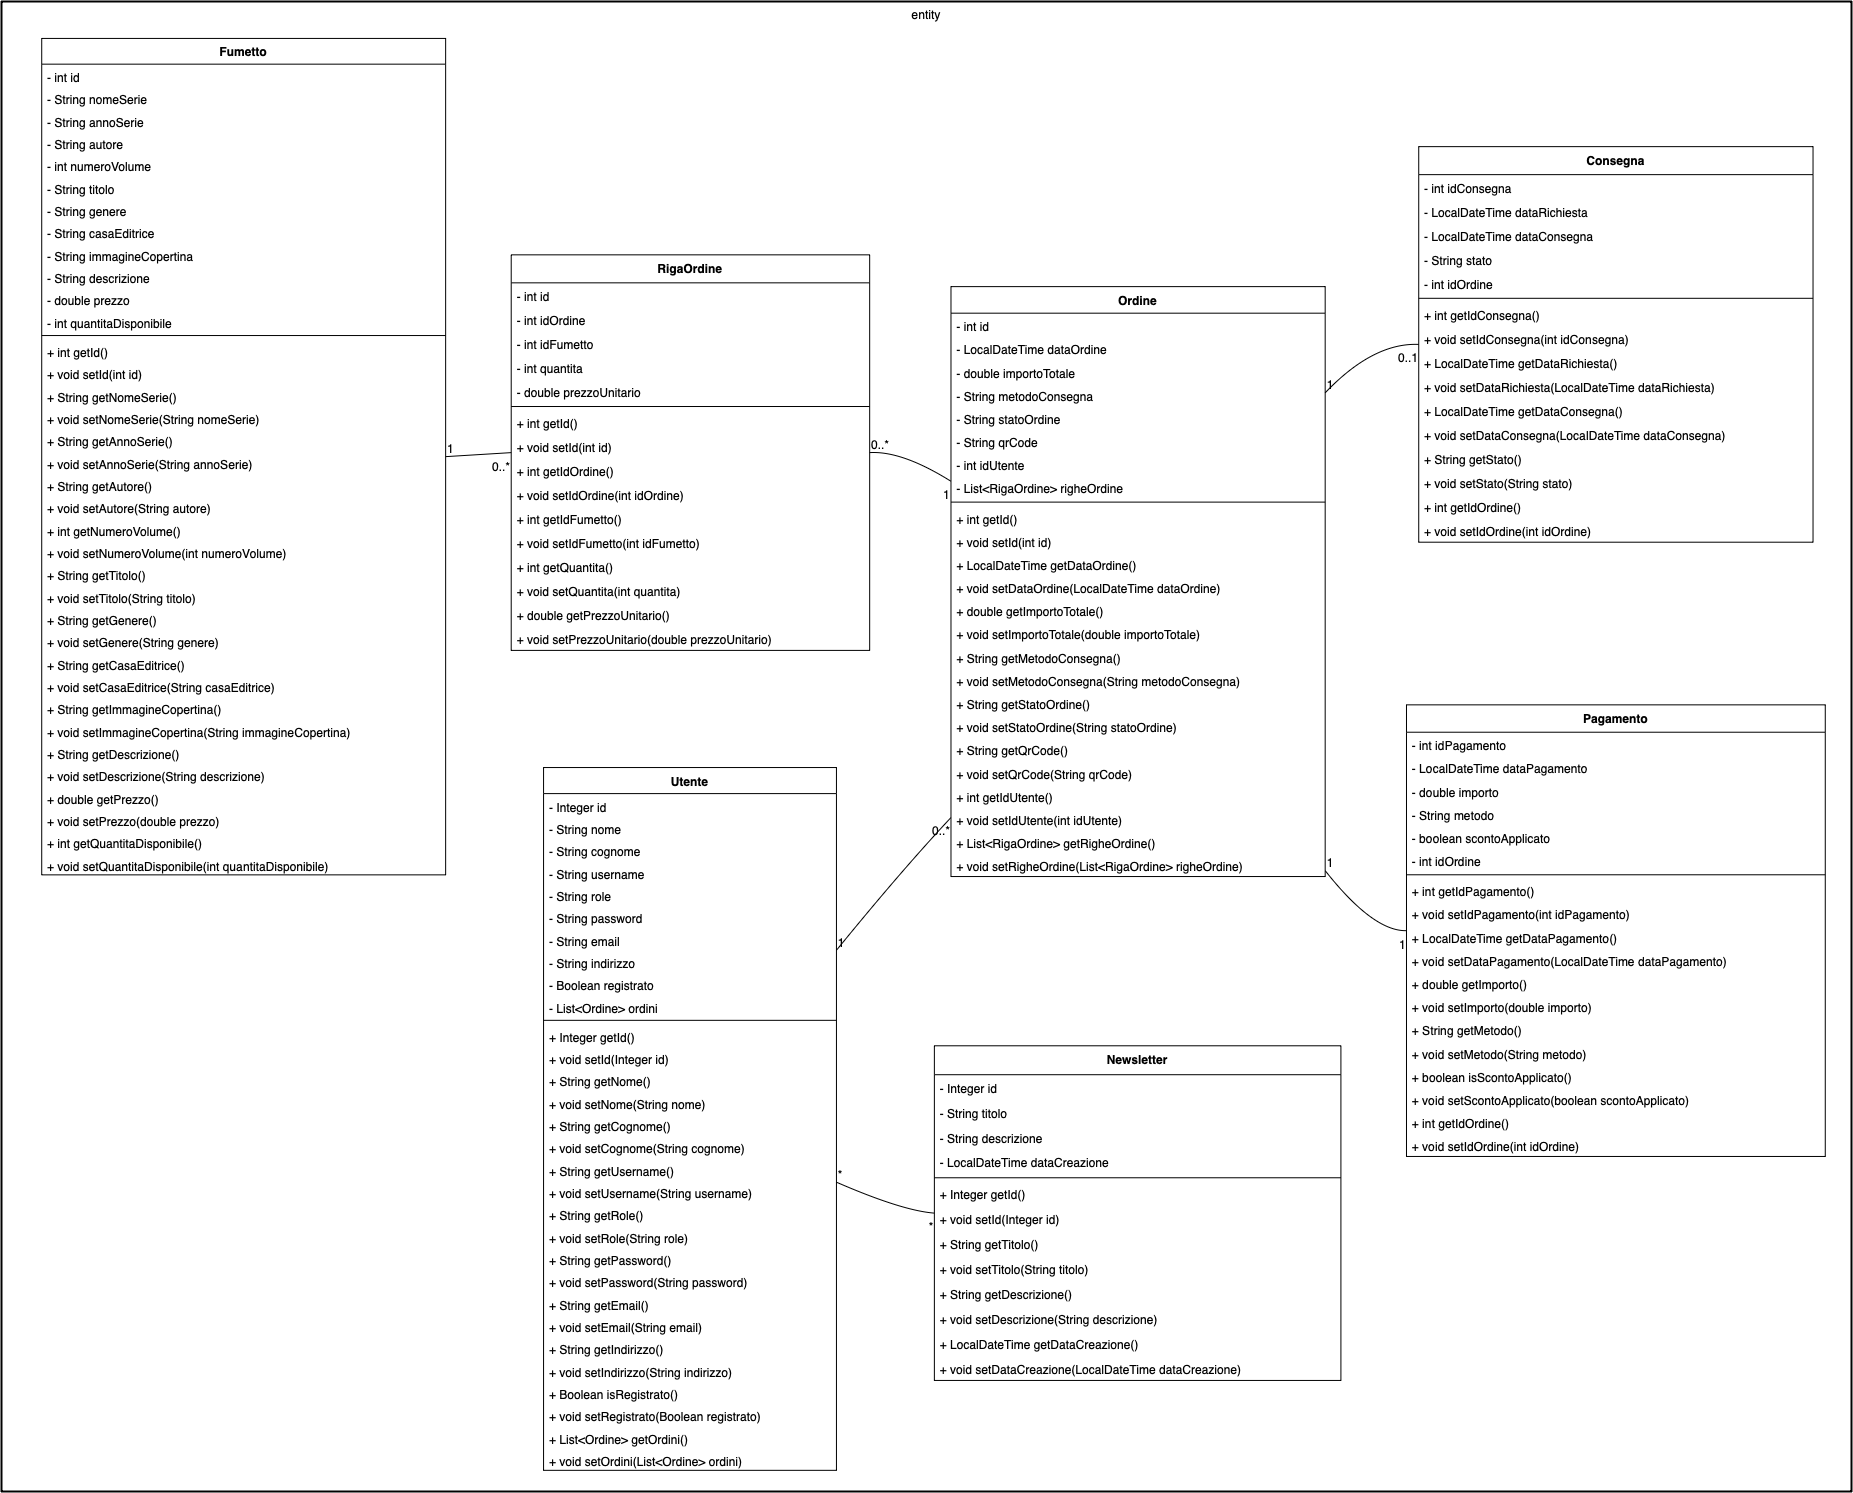 entity
Fumetto
- int id
- String nomeSerie
- String annoSerie
- String autore
- int numeroVolume
- String titolo
- String genere
- String casaEditrice
- String immagineCopertina
- String descrizione
- double prezzo
- int quantitaDisponibile
+ int getId()
+ void setId(int id)
+ String getNomeSerie()
+ void setNomeSerie(String nomeSerie)
+ String getAnnoSerie()
+ void setAnnoSerie(String annoSerie)
+ String getAutore()
+ void setAutore(String autore)
+ int getNumeroVolume()
+ void setNumeroVolume(int numeroVolume)
+ String getTitolo()
+ void setTitolo(String titolo)
+ String getGenere()
+ void setGenere(String genere)
+ String getCasaEditrice()
+ void setCasaEditrice(String casaEditrice)
+ String getImmagineCopertina()
+ void setImmagineCopertina(String immagineCopertina)
+ String getDescrizione()
+ void setDescrizione(String descrizione)
+ double getPrezzo()
+ void setPrezzo(double prezzo)
+ int getQuantitaDisponibile()
+ void setQuantitaDisponibile(int quantitaDisponibile)
1
0..*
RigaOrdine
- int id
- int idOrdine
- int idFumetto
- int quantita
- double prezzoUnitario
+ int getId()
+ void setId(int id)
+ int getIdOrdine()
+ void setIdOrdine(int idOrdine)
+ int getIdFumetto()
+ void setIdFumetto(int idFumetto)
+ int getQuantita()
+ void setQuantita(int quantita)
+ double getPrezzoUnitario()
+ void setPrezzoUnitario(double prezzoUnitario)
0..*
1
Ordine
- int id
- LocalDateTime dataOrdine
- double importoTotale
- String metodoConsegna
- String statoOrdine
- String qrCode
- int idUtente
- List<RigaOrdine> righeOrdine
+ int getId()
+ void setId(int id)
+ LocalDateTime getDataOrdine()
+ void setDataOrdine(LocalDateTime dataOrdine)
+ double getImportoTotale()
+ void setImportoTotale(double importoTotale)
+ String getMetodoConsegna()
+ void setMetodoConsegna(String metodoConsegna)
+ String getStatoOrdine()
+ void setStatoOrdine(String statoOrdine)
+ String getQrCode()
+ void setQrCode(String qrCode)
+ int getIdUtente()
+ void setIdUtente(int idUtente)
+ List<RigaOrdine> getRigheOrdine()
+ void setRigheOrdine(List<RigaOrdine> righeOrdine)
1
0..1
Consegna
- int idConsegna
- LocalDateTime dataRichiesta
- LocalDateTime dataConsegna
- String stato
- int idOrdine
+ int getIdConsegna()
+ void setIdConsegna(int idConsegna)
+ LocalDateTime getDataRichiesta()
+ void setDataRichiesta(LocalDateTime dataRichiesta)
+ LocalDateTime getDataConsegna()
+ void setDataConsegna(LocalDateTime dataConsegna)
+ String getStato()
+ void setStato(String stato)
+ int getIdOrdine()
+ void setIdOrdine(int idOrdine)
1
1
Pagamento
- int idPagamento
- LocalDateTime dataPagamento
- double importo
- String metodo
- boolean scontoApplicato
- int idOrdine
+ int getIdPagamento()
+ void setIdPagamento(int idPagamento)
+ LocalDateTime getDataPagamento()
+ void setDataPagamento(LocalDateTime dataPagamento)
+ double getImporto()
+ void setImporto(double importo)
+ String getMetodo()
+ void setMetodo(String metodo)
+ boolean isScontoApplicato()
+ void setScontoApplicato(boolean scontoApplicato)
+ int getIdOrdine()
+ void setIdOrdine(int idOrdine)
Utente
- Integer id
- String nome
- String cognome
- String username
- String role
- String password
- String email
- String indirizzo
- Boolean registrato
- List<Ordine> ordini
+ Integer getId()
+ void setId(Integer id)
+ String getNome()
+ void setNome(String nome)
+ String getCognome()
+ void setCognome(String cognome)
+ String getUsername()
+ void setUsername(String username)
+ String getRole()
+ void setRole(String role)
+ String getPassword()
+ void setPassword(String password)
+ String getEmail()
+ void setEmail(String email)
+ String getIndirizzo()
+ void setIndirizzo(String indirizzo)
+ Boolean isRegistrato()
+ void setRegistrato(Boolean registrato)
+ List<Ordine> getOrdini()
+ void setOrdini(List<Ordine> ordini)
0..*
1
*
*
Newsletter
- Integer id
- String titolo
- String descrizione
- LocalDateTime dataCreazione
+ Integer getId()
+ void setId(Integer id)
+ String getTitolo()
+ void setTitolo(String titolo)
+ String getDescrizione()
+ void setDescrizione(String descrizione)
+ LocalDateTime getDataCreazione()
+ void setDataCreazione(LocalDateTime dataCreazione)